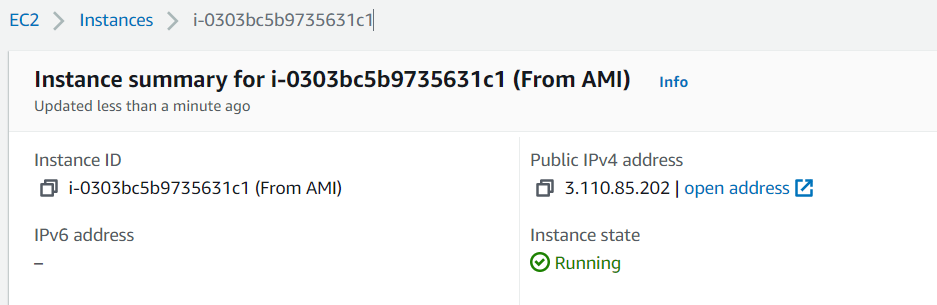 EC2 > Instances > i-0303bc5b9735631c1
Instance summary for i-0303bc5b9735631c1 (From AMI) Info
Updated less than a minute ago
Instance ID
i-0303bc5b9735631c1 (From AMI)
Public IPv4 address
3.110.85.202 | open address
IPv6 address
–
Instance state
Running